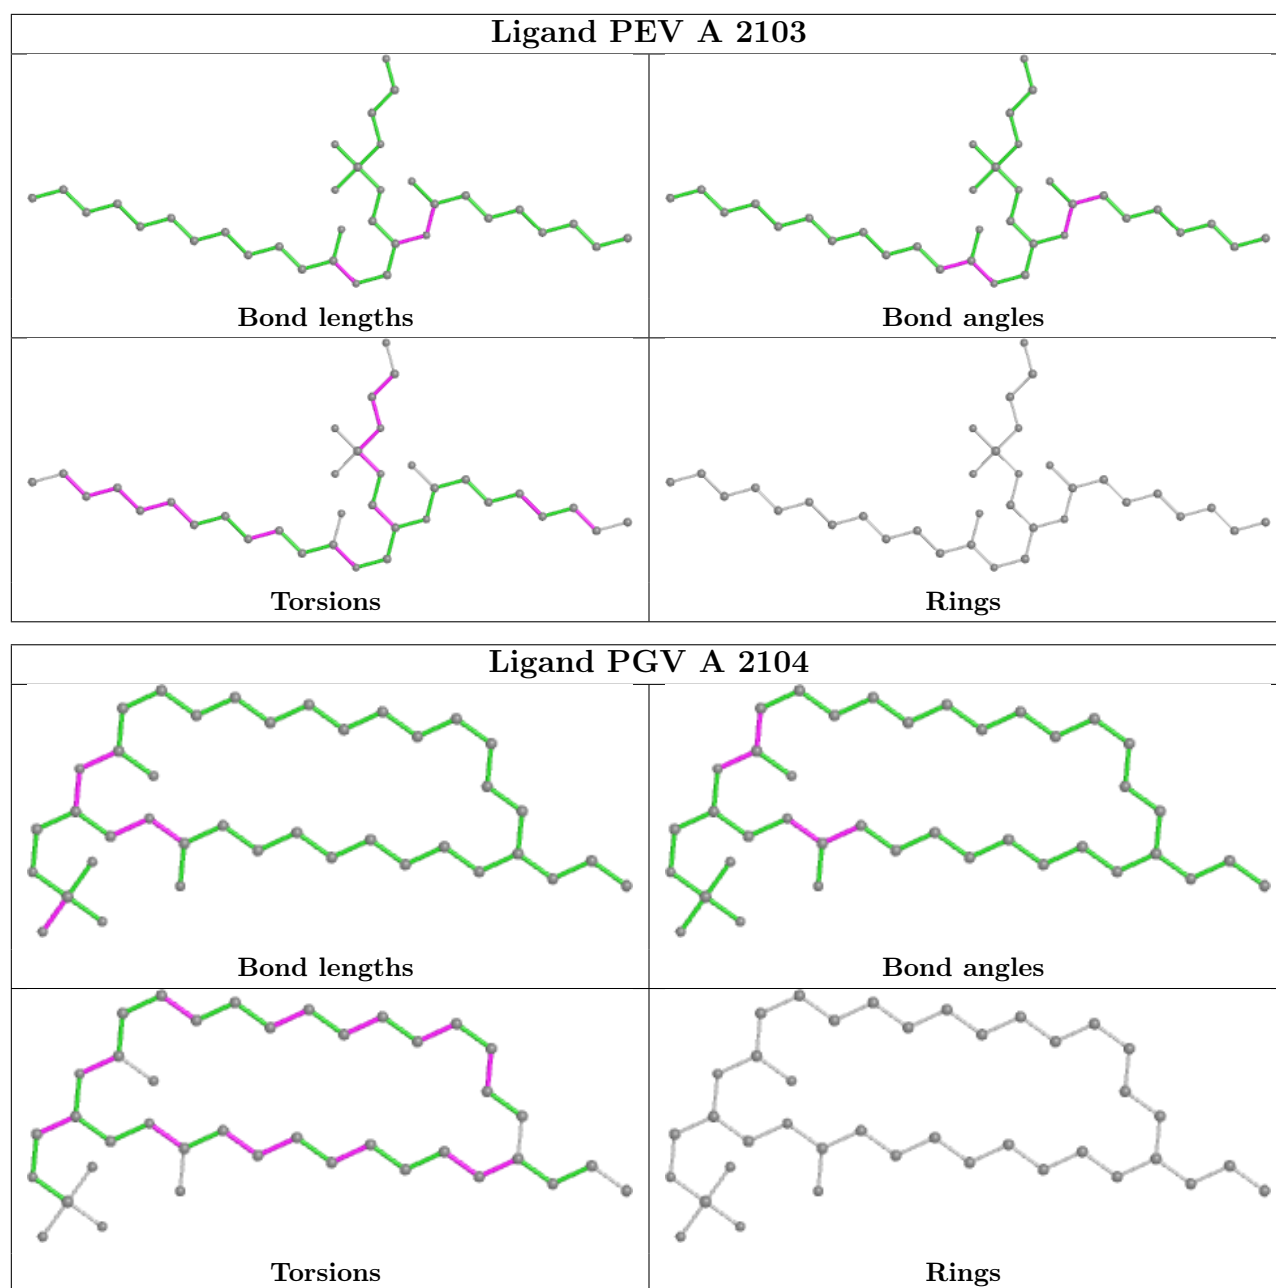 Ligand PEV A 2103
Bond lengths
Bond angles
Torsions
Rings
Ligand PGV A 2104
Bond lengths
Bond angles
Torsions
Rings